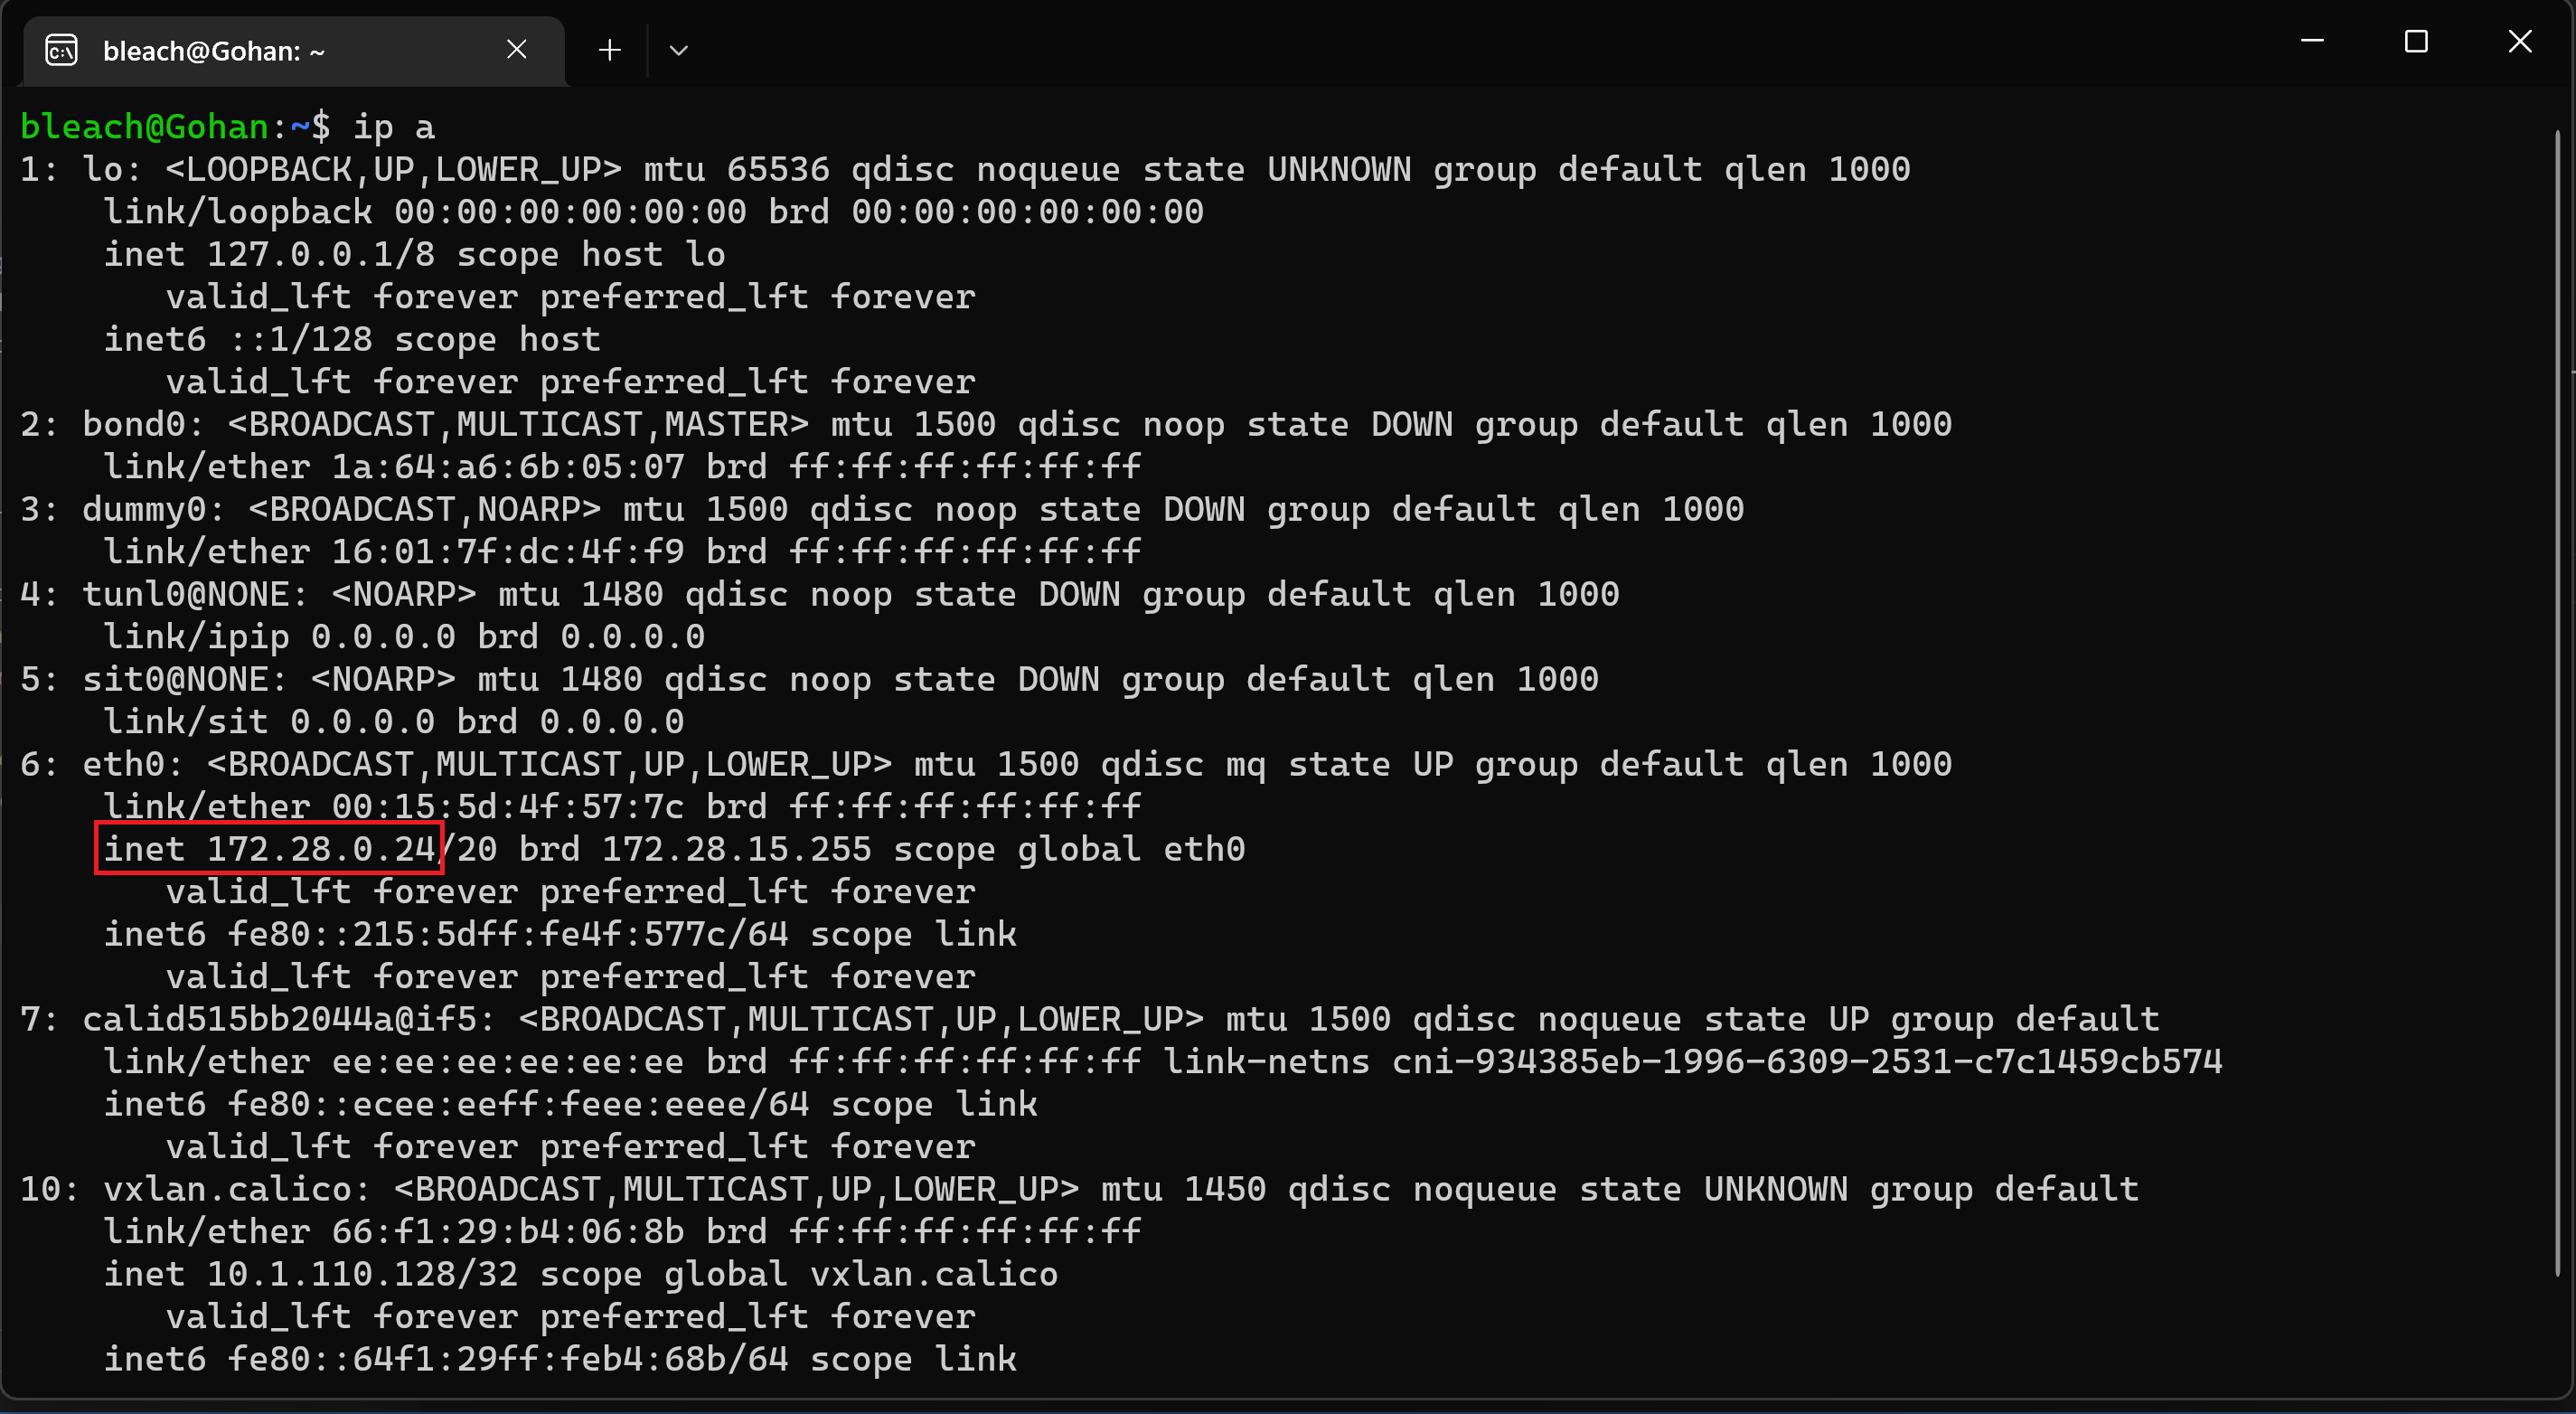 bleach@Gohan: ~
bleach@Gohan:~$ ip a
1: lo: <LOOPBACK,UP,LOWER_UP> mtu 65536 qdisc noqueue state UNKNOWN group default qlen 1000
    link/loopback 00:00:00:00:00:00 brd 00:00:00:00:00:00
    inet 127.0.0.1/8 scope host lo
       valid_lft forever preferred_lft forever
    inet6 ::1/128 scope host
       valid_lft forever preferred_lft forever
2: bond0: <BROADCAST,MULTICAST,MASTER> mtu 1500 qdisc noop state DOWN group default qlen 1000
    link/ether 1a:64:a6:6b:05:07 brd ff:ff:ff:ff:ff:ff
3: dummy0: <BROADCAST,NOARP> mtu 1500 qdisc noop state DOWN group default qlen 1000
    link/ether 16:01:7f:dc:4f:f9 brd ff:ff:ff:ff:ff:ff
4: tunl0@NONE: <NOARP> mtu 1480 qdisc noop state DOWN group default qlen 1000
    link/ipip 0.0.0.0 brd 0.0.0.0
5: sit0@NONE: <NOARP> mtu 1480 qdisc noop state DOWN group default qlen 1000
    link/sit 0.0.0.0 brd 0.0.0.0
6: eth0: <BROADCAST,MULTICAST,UP,LOWER_UP> mtu 1500 qdisc mq state UP group default qlen 1000
    link/ether 00:15:5d:4f:57:7c brd ff:ff:ff:ff:ff:ff
    inet 172.28.0.24/20 brd 172.28.15.255 scope global eth0
       valid_lft forever preferred_lft forever
    inet6 fe80::215:5dff:fe4f:577c/64 scope link
       valid_lft forever preferred_lft forever
7: calid515bb2044a@if5: <BROADCAST,MULTICAST,UP,LOWER_UP> mtu 1500 qdisc noqueue state UP group default
    link/ether ee:ee:ee:ee:ee:ee brd ff:ff:ff:ff:ff:ff link-netns cni-934385eb-1996-6309-2531-c7c1459cb574
    inet6 fe80::ecee:eeff:feee:eeee/64 scope link
       valid_lft forever preferred_lft forever
10: vxlan.calico: <BROADCAST,MULTICAST,UP,LOWER_UP> mtu 1450 qdisc noqueue state UNKNOWN group default
    link/ether 66:f1:29:b4:06:8b brd ff:ff:ff:ff:ff:ff
    inet 10.1.110.128/32 scope global vxlan.calico
       valid_lft forever preferred_lft forever
    inet6 fe80::64f1:29ff:feb4:68b/64 scope link